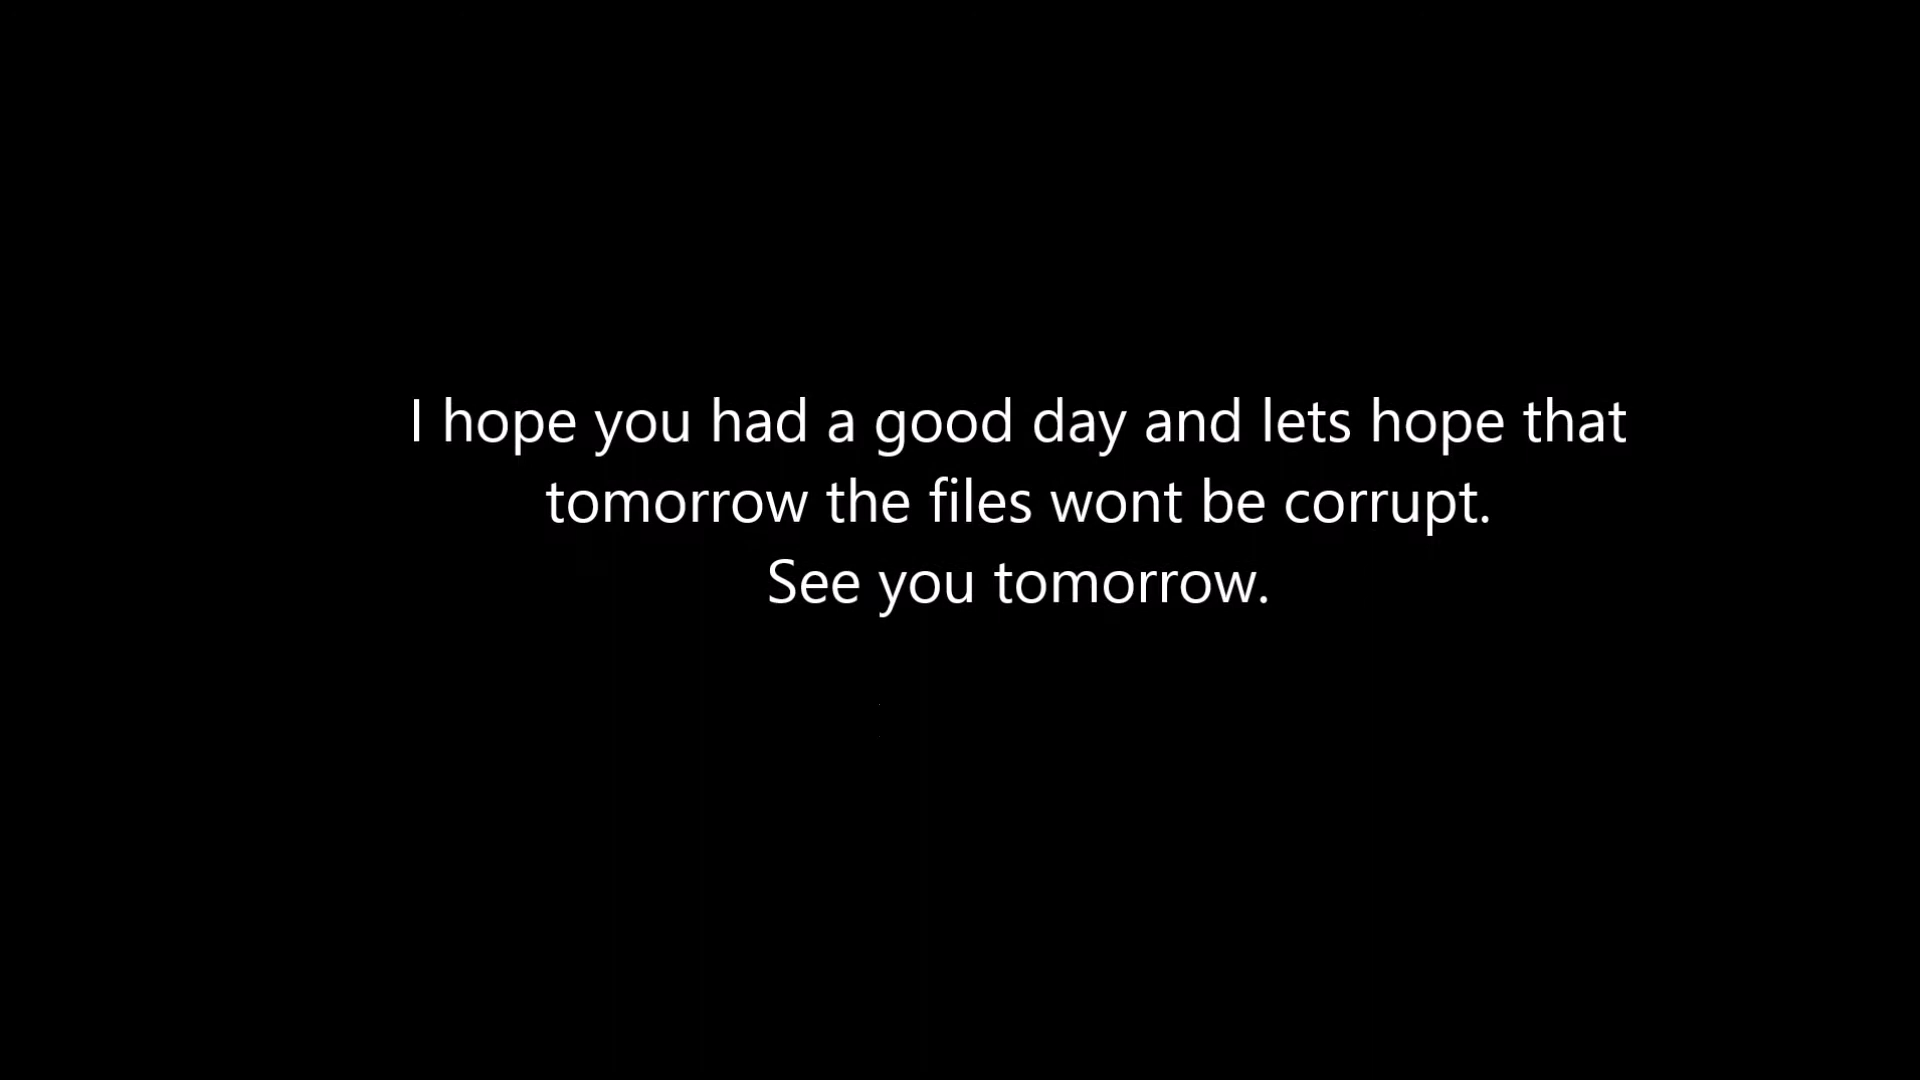 I hope you had a good day and lets hope that
tomorrow the files wont be corrupt.
See you tomorrow.